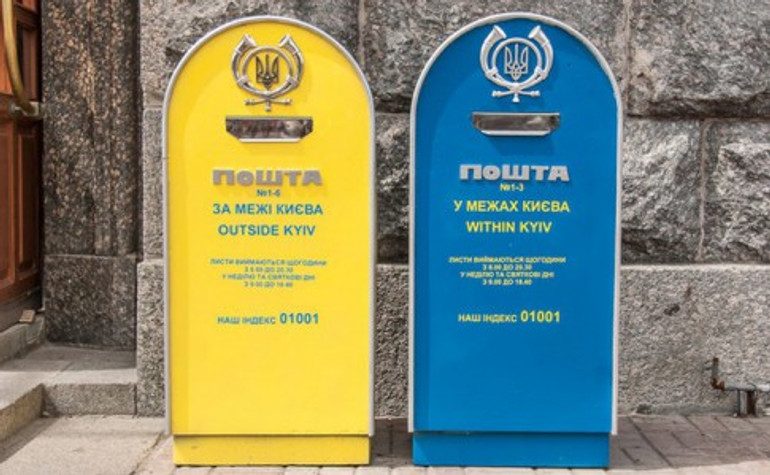 ПОШТА
№1-6
ЗА МЕЖІ КИЄВА
OUTSIDE KYIV
ЛИСТИ ВИЙМАЮТЬСЯ ЩОГОДИНИ
З 8.00 ДО 20.30
У НЕДІЛЮ ТА СВЯТКОВІ ДНІ
З 9.00 ДО 18.40
НАШ ІНДЕКС 01001
ПОШТА
№1-3
У МЕЖАХ КИЄВА
WITHIN KYIV
ЛИСТИ ВИЙМАЮТЬСЯ ЩОГОДИНИ
З 8.00 ДО 20.30
У НЕДІЛЮ ТА СВЯТКОВІ ДНІ
З 9.00 ДО 18.40
НАШ ІНДЕКС 01001